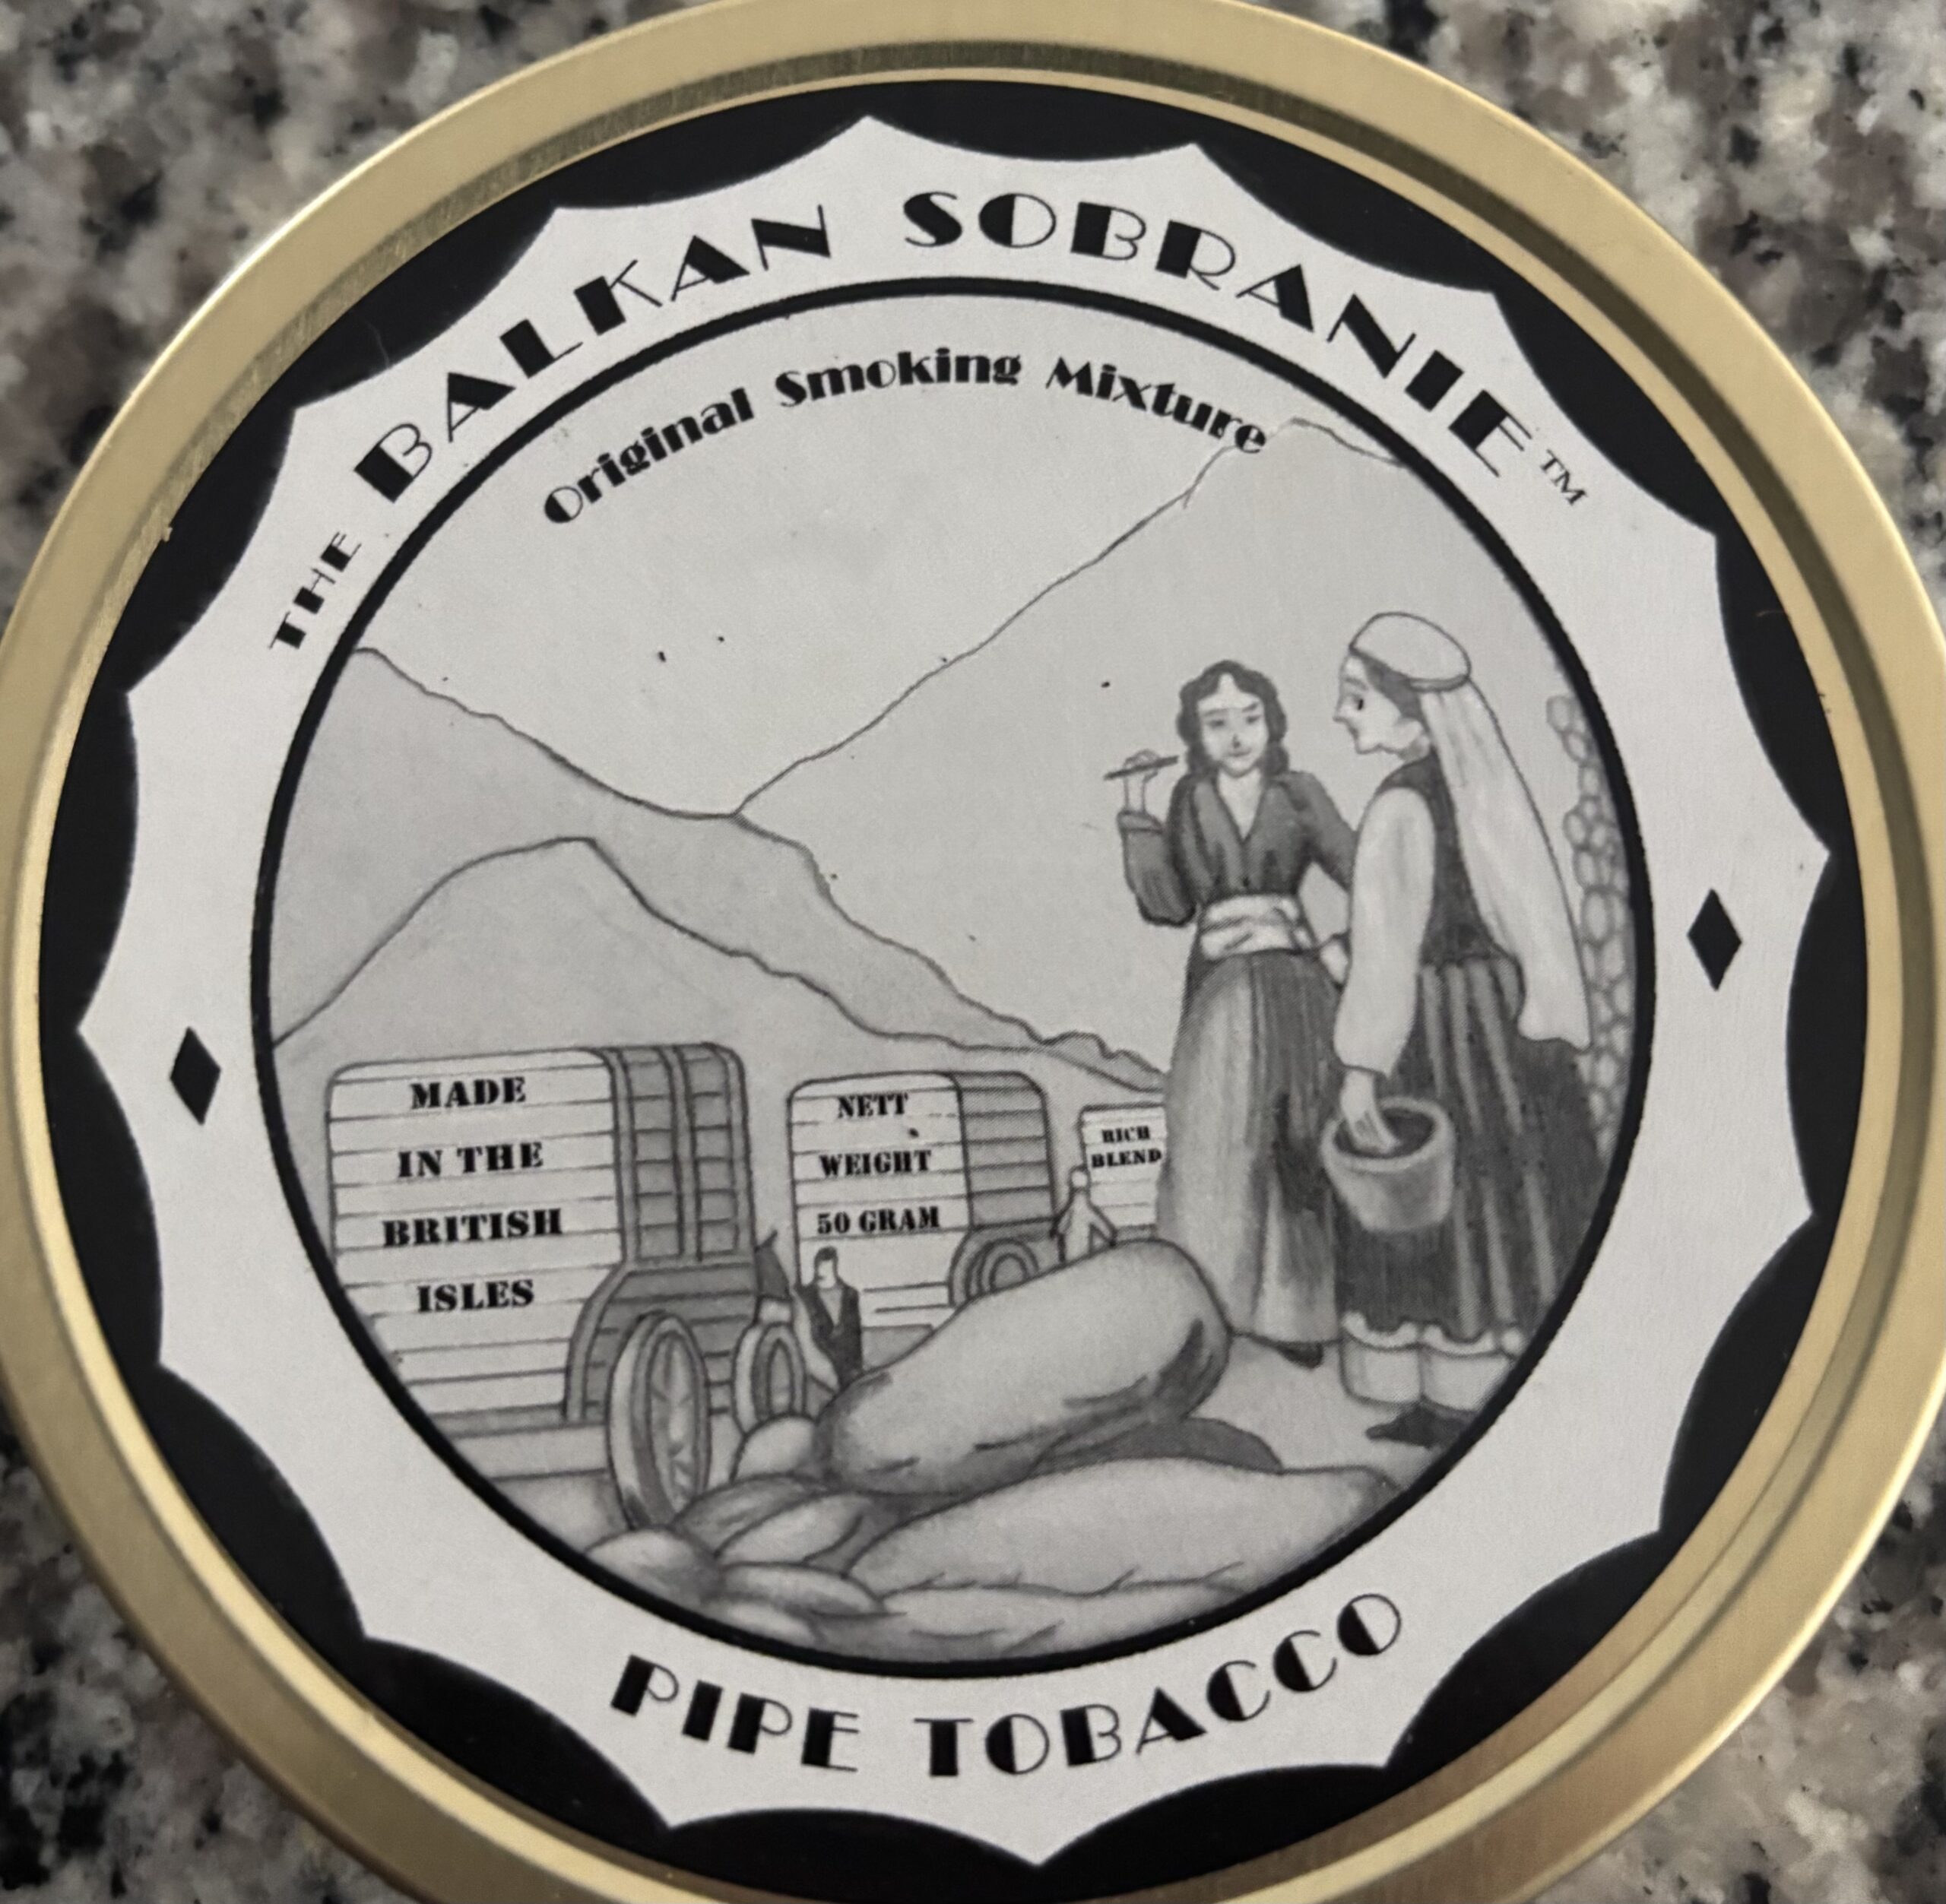 THE BALKAN SOBRANIE™
Original Smoking Mixture
MADE
IN THE
BRITISH
ISLES
NETT
WEIGHT
50 GRAM
RICH
BLEND
PIPE TOBACCO